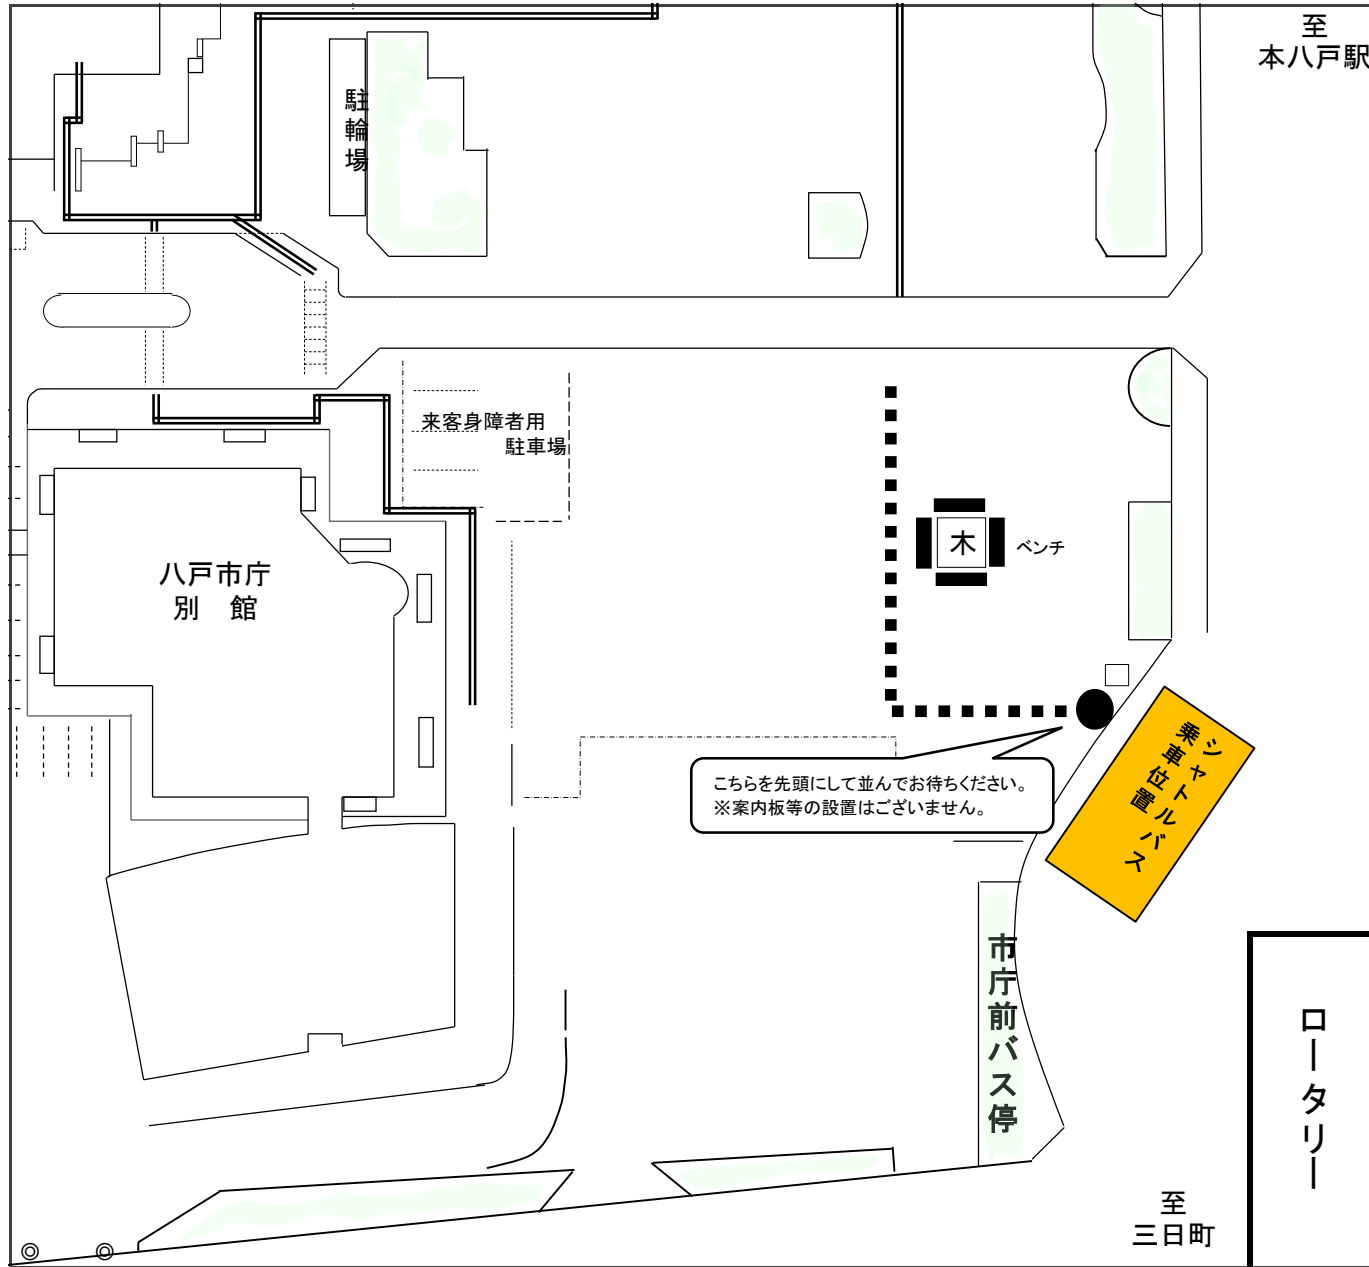 至
本八戸駅
駐輪場
来客身障者用
駐車場
木
ベンチ
八戸市庁
別　館
シャトルバス
乗車位置
こちらを先頭にして並んでお待ちください。
※案内板等の設置はございません。
市庁前バス停
ロータリー
至
三日町